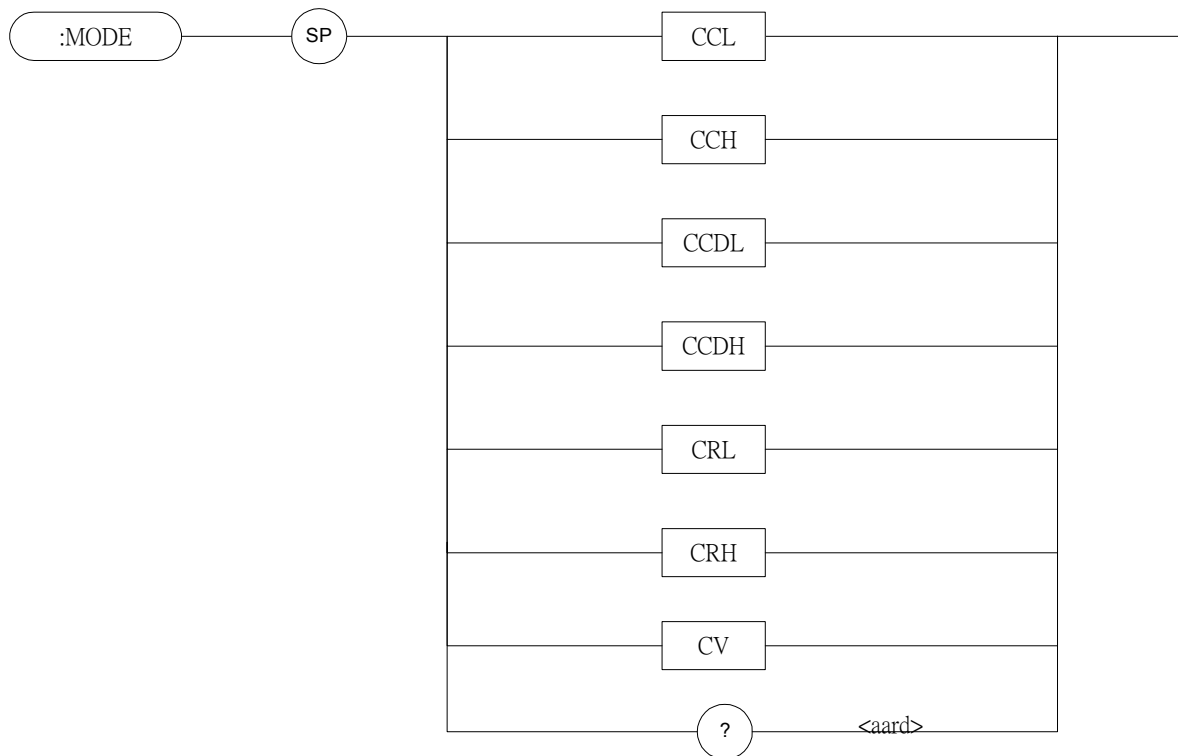 :MODE SP CCL
CCH
CCDL
CCDH
CRL
CRH
CV
? <aard>